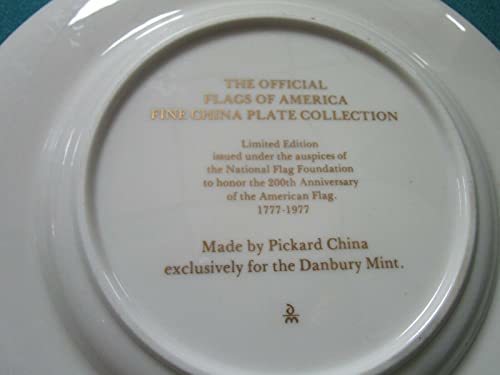 THE OFFICIAL
FLAGS OF AMERICA
FINE CHINA PLATE COLLECTION
Limited Edition
issued under the auspices of
the National Flag Foundation
to honor the 200th Anniversary
of the American Flag.
1777-1977
Made by Pickard China
exclusively for the Danbury Mint.
dm